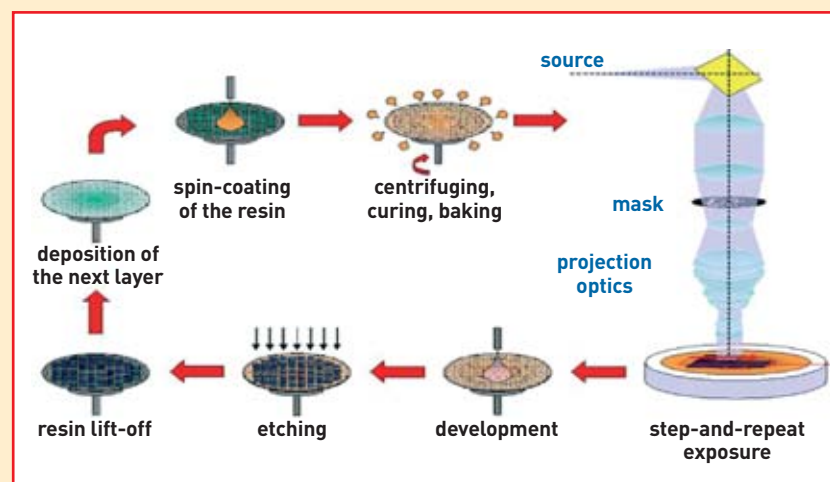 source
spin-coating
of the resin
centrifuging,
curing, baking
mask
deposition of
the next layer
projection
optics
resin lift-off
etching
development
step-and-repeat
exposure